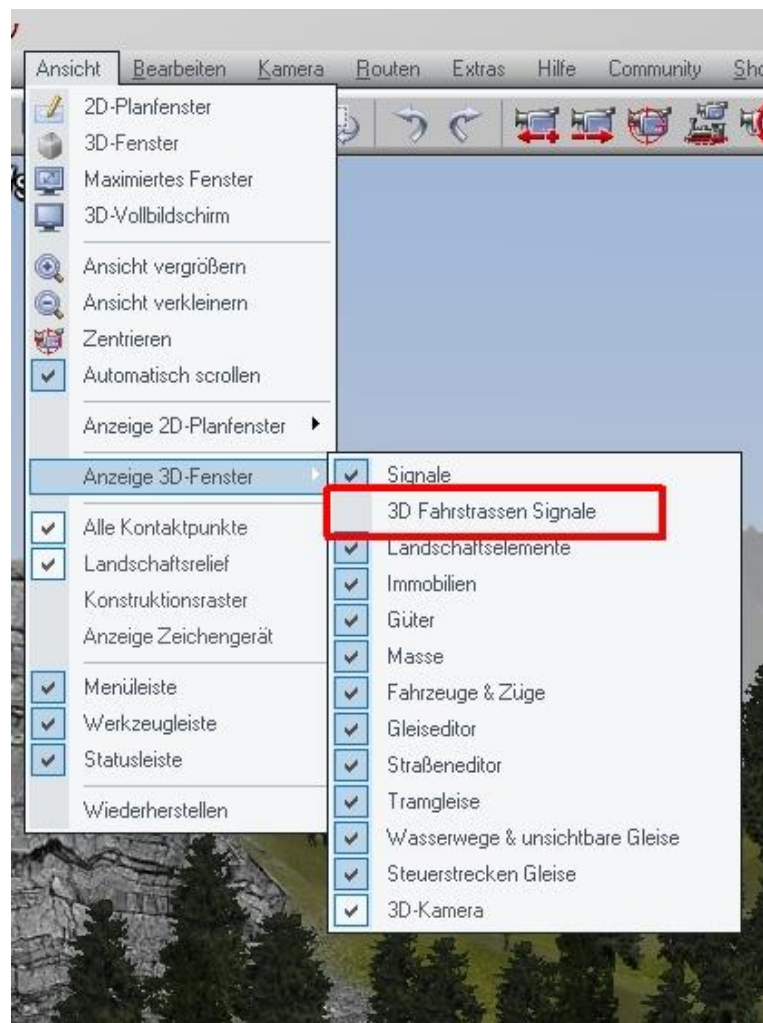 Ansicht Bearbeiten Kamera Routen Extras Hilfe Community Sho
2D-Planfenster
3D-Fenster
Maximiertes Fenster
3D-Vollbildschirm
Ansicht vergrößern
Ansicht verkleinern
Zentrieren
Automatisch scrollen
Anzeige 2D-Planfenster
Anzeige 3D-Fenster
Alle Kontaktpunkte
Landschaftsrelief
Konstruktionsraster
Anzeige Zeichengerät
Menüleiste
Werkzeugleiste
Statusleiste
Wiederherstellen
Signale
3D Fahrstrassen Signale
Landschaftselemente
Immobilien
Güter
Masse
Fahrzeuge & Züge
Gleiseditor
Straßeneditor
Tramgleise
Wasserwege & unsichtbare Gleise
Steuerstrecken Gleise
3D-Kamera